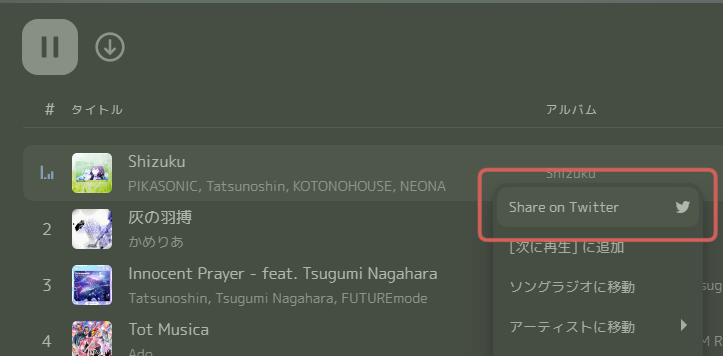 # タイトル アルバム
Shizuku
PIKASONIC, Tatsunoshin, KOTONOHOUSE, NEONA
Shizuku
Share on Twitter
2
灰の羽搏
かめりあ
[次に再生] に追加
3
Innocent Prayer - feat. Tsugumi Nagahara
Tatsunoshin, Tsugumi Nagahara, FUTUREmode
ソングラジオに移動
4
Tot Musica
Ado
アーティストに移動